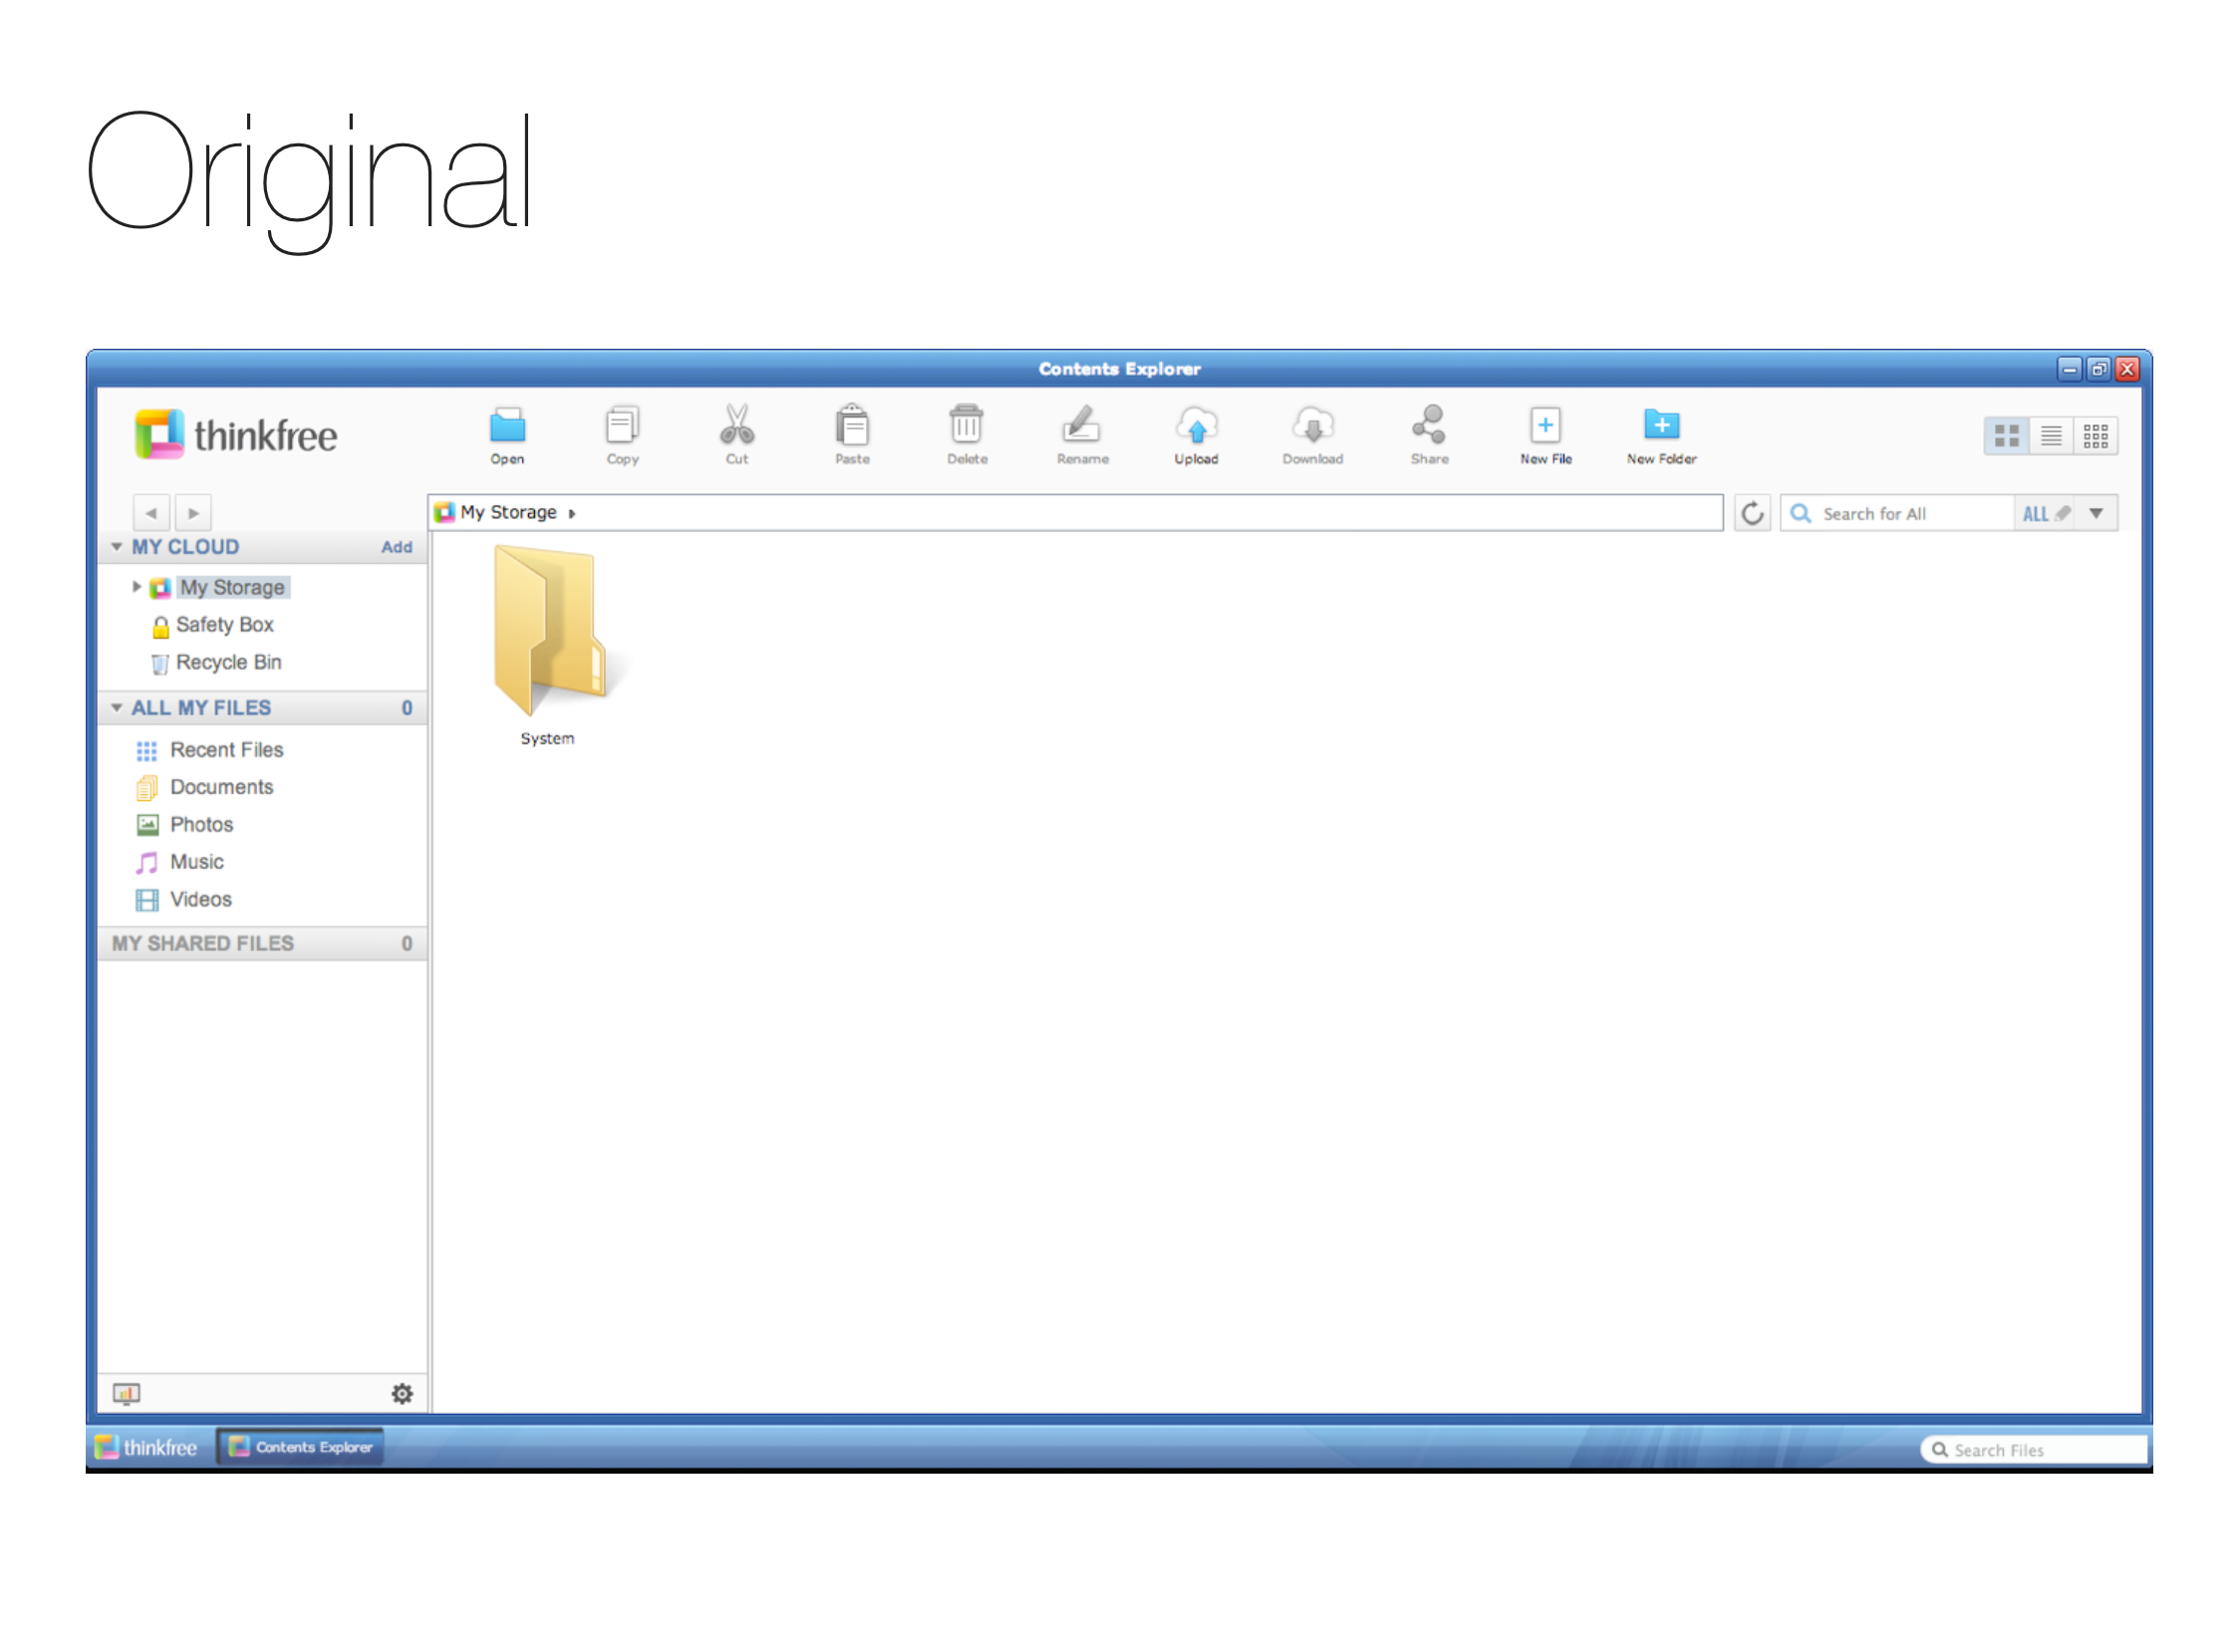 Original
Contents Explorer
thinkfree
Open Copy Cut Paste Delete Rename Upload Download Share New File New Folder
My Storage
Search for All ALL
MY CLOUD Add
My Storage
Safety Box
Recycle Bin
ALL MY FILES 0
Recent Files
Documents
Photos
Music
Videos
MY SHARED FILES 0
System
thinkfree Contents Explorer Search Files